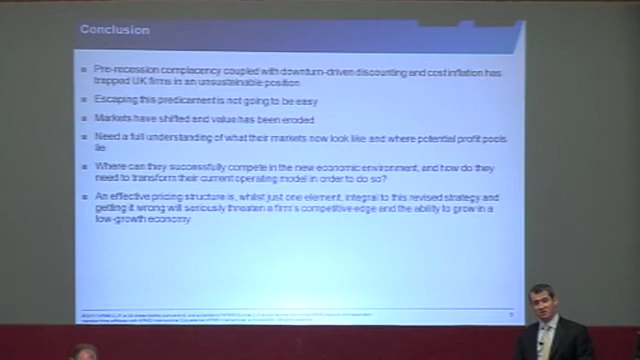 Conclusion
Pre-recession complacency coupled with downturn-driven discounting and cost inflation has
trapped UK firms in an unsustainable position
Escaping this predicament is not going to be easy
Markets have shifted and value has been eroded
Need a full understanding of what their markets now look like and where potential profit pools
lie
Where can they successfully compete in the new economic environment, and how do they
need to transform their current operating model in order to do so?
An effective pricing structure is, whilst just one element, integral to this revised strategy and
getting it wrong will seriously threaten a firm's competitive edge and the ability to grow in a
low-growth economy